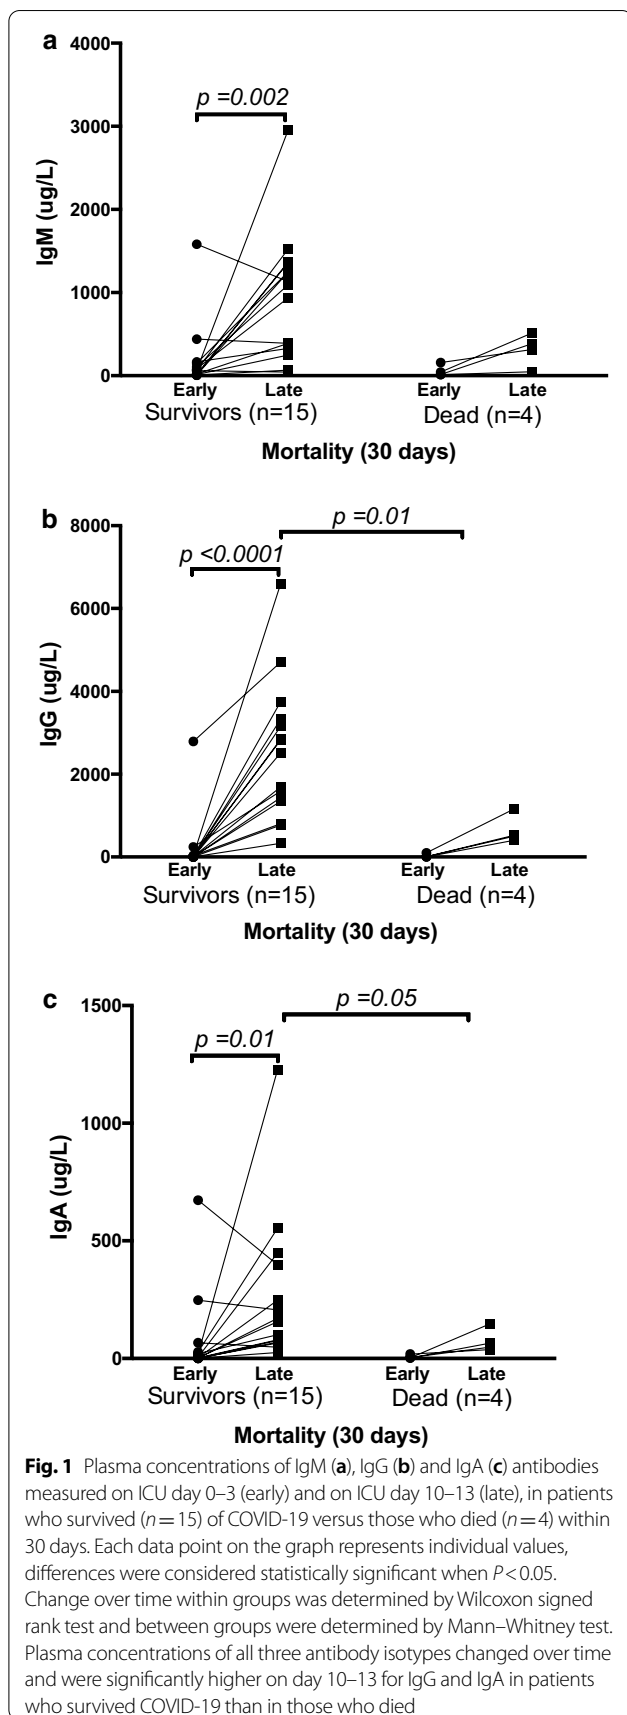 a
4000
p =0.002
3000
IgM (ug/L)
2000
1000
0
Early Late Early Late
Survivors (n=15) Dead (n=4)
Mortality (30 days)
b
8000
p =0.01
p <0.0001
6000
IgG (ug/L)
4000
2000
0
Early Late Early Late
Survivors (n=15) Dead (n=4)
Mortality (30 days)
c
1500
p =0.05
p =0.01
1000
IgA (ug/L)
500
0
Early Late Early Late
Survivors (n=15) Dead (n=4)
Mortality (30 days)
Fig. 1 Plasma concentrations of IgM (a), IgG (b) and IgA (c) antibodies
measured on ICU day 0–3 (early) and on ICU day 10–13 (late), in patients
who survived (n = 15) of COVID-19 versus those who died (n = 4) within
30 days. Each data point on the graph represents individual values,
differences were considered statistically significant when P < 0.05.
Change over time within groups was determined by Wilcoxon signed
rank test and between groups were determined by Mann–Whitney test.
Plasma concentrations of all three antibody isotypes changed over time
and were significantly higher on day 10–13 for IgG and IgA in patients
who survived COVID-19 than in those who died